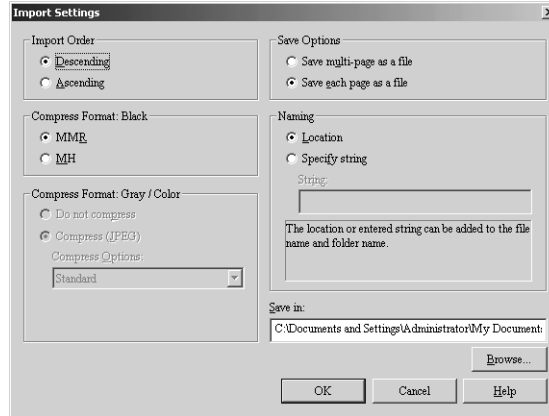 Import Settings
Import Order
Descending
Ascending
Compress Format: Black
MMR
MH
Compress Format: Gray / Color
Do not compress
Compress (JPEG)
Compress Options:
Standard
Save Options
Save multi-page as a file
Save each page as a file
Naming
Location
Specify string
String:
The location or entered string can be added to the file
name and folder name.
Save in:
C:\Documents and Settings\Administrator\My Document
Browse...
OK
Cancel
Help